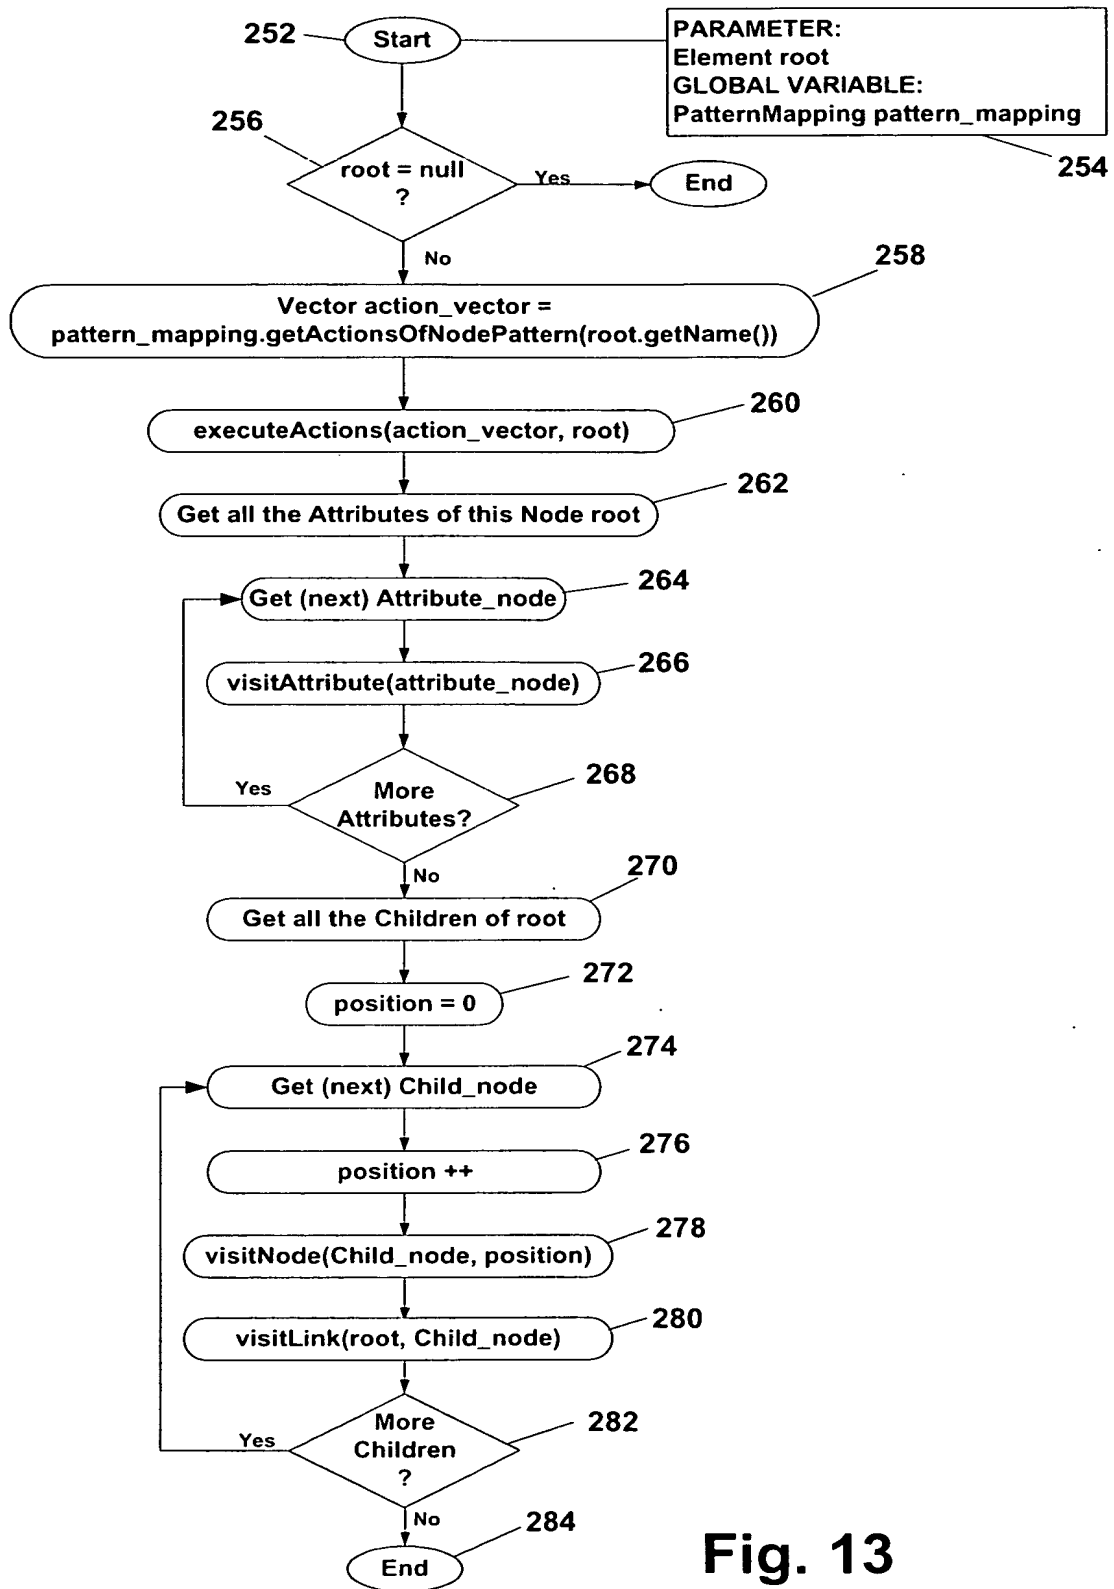 252
Start
PARAMETER:
Element root
GLOBAL VARIABLE:
PatternMapping pattern_mapping
254
256
root = null
?
Yes
End
No
258
Vector action_vector =
pattern_mapping.getActionsOfNodePattern(root.getName())
260
executeActions(action_vector, root)
262
Get all the Attributes of this Node root
264
Get (next) Attribute_node
266
visitAttribute(attribute_node)
268
More
Attributes?
Yes
No
270
Get all the Children of root
272
position = 0
274
Get (next) Child_node
276
position ++
278
visitNode(Child_node, position)
280
visitLink(root, Child_node)
282
More
Children
?
Yes
No
284
End
Fig. 13